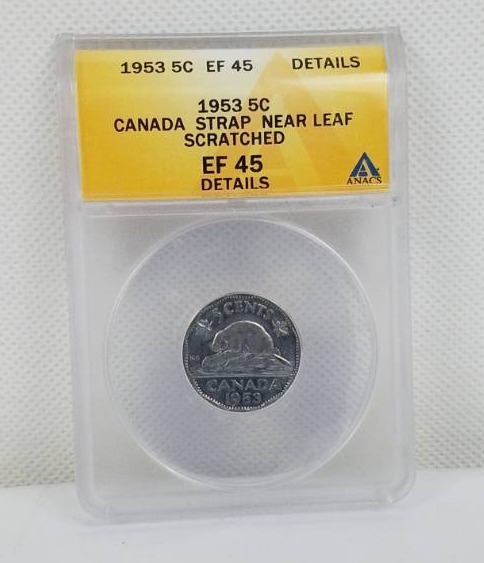 1953 5C EF 45 DETAILS
1953 5C
CANADA STRAP NEAR LEAF
SCRATCHED
EF 45
DETAILS
ANACS
5 CENTS
CANADA
1953